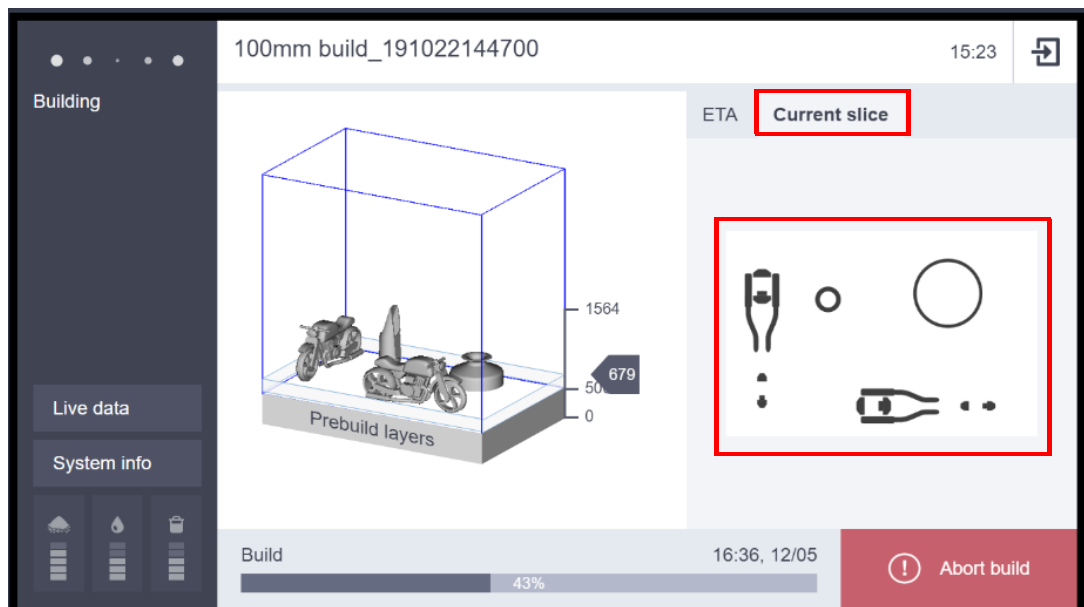 100mm build_191022144700
15:23
Building
ETA
Current slice
1564
679
0
Prebuild layers
Live data
System info
Build
16:36, 12/05
43%
Abort build